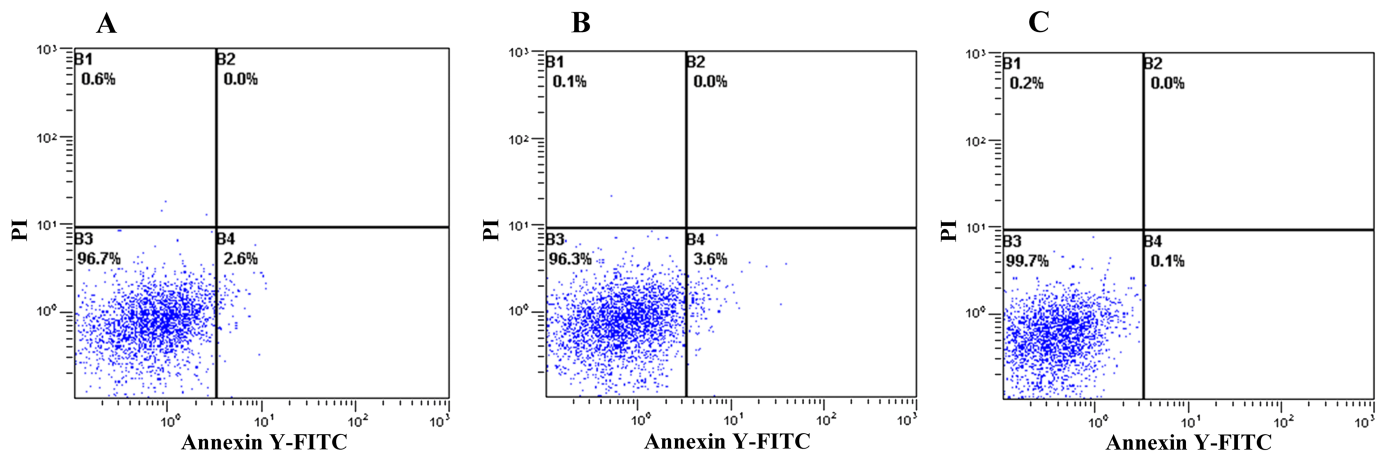 A
B
C
10³
B1
0.6%
B2
0.0%
10²
10¹
B3
96.7%
B4
2.6%
10⁰
PI
10⁰
10¹
10²
10³
Annexin Y-FITC
10³
B1
0.1%
B2
0.0%
10²
10¹
B3
96.3%
B4
3.6%
10⁰
PI
10⁰
10¹
10²
10³
Annexin Y-FITC
10³
B1
0.2%
B2
0.0%
10²
10¹
B3
99.7%
B4
0.1%
10⁰
PI
10⁰
10¹
10²
10³
Annexin Y-FITC